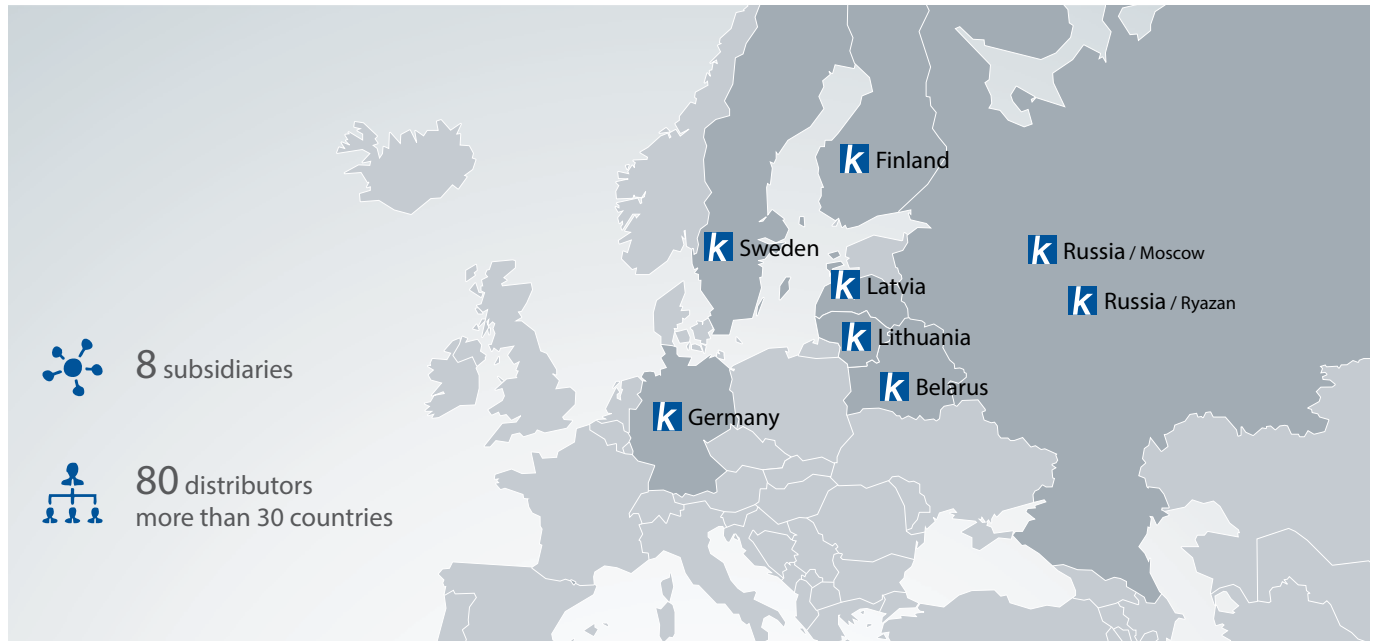 k Finland
k Sweden
k Russia / Moscow
k Latvia
k Russia / Ryazan
k Lithuania
8 subsidiaries
k Belarus
k Germany
80 distributors
more than 30 countries